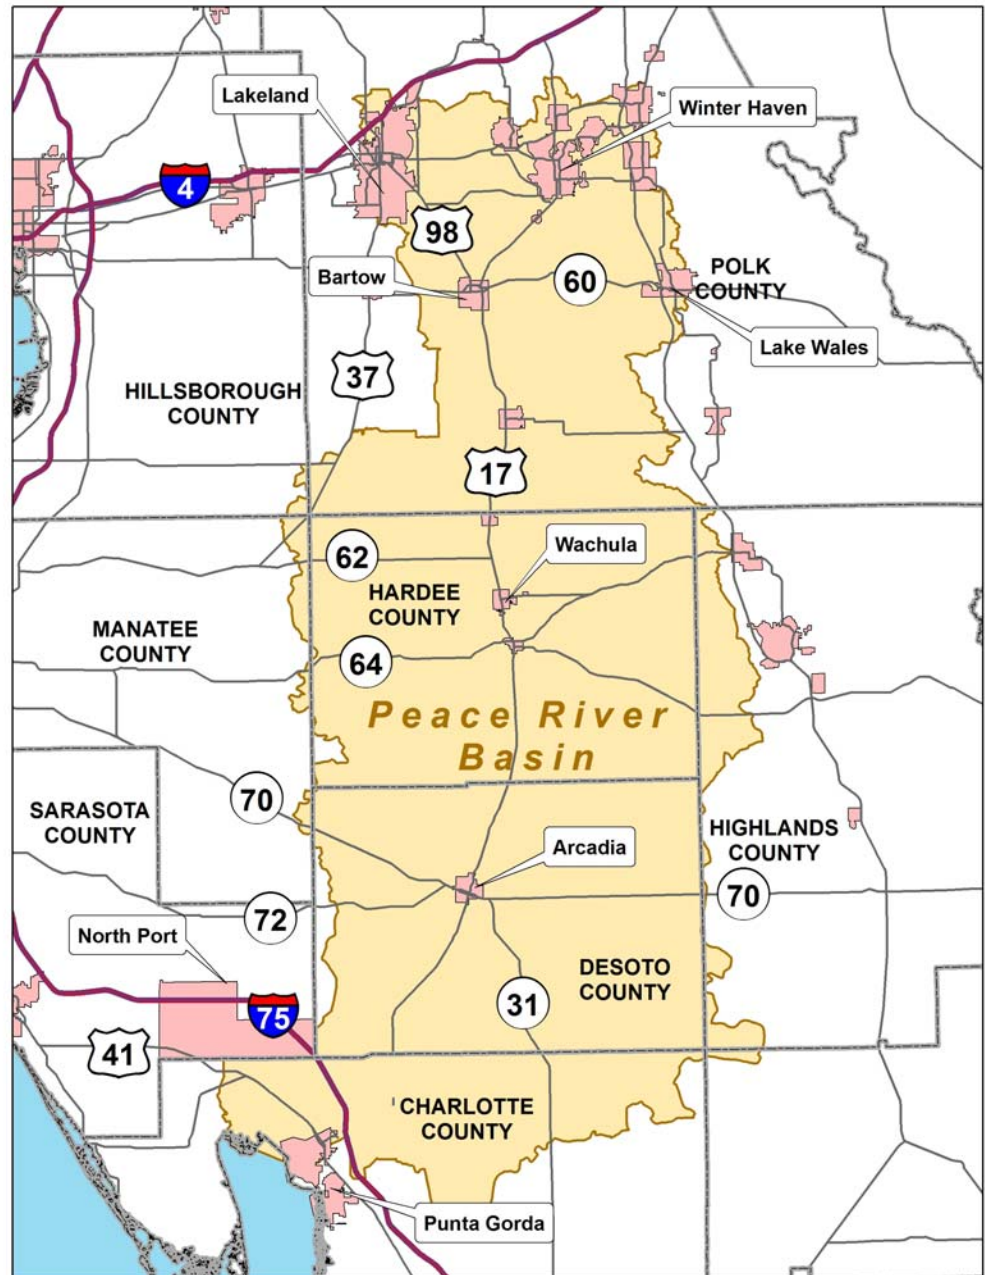 Lakeland
Winter Haven
4
98
Bartow
60
POLK
COUNTY
Lake Wales
37
HILLSBOROUGH
COUNTY
17
62
Wachula
HARDEE
COUNTY
MANATEE
COUNTY
64
Peace River
Basin
70
SARASOTA
COUNTY
Arcadia
HIGHLANDS
COUNTY
70
72
North Port
DESOTO
COUNTY
31
75
41
CHARLOTTE
COUNTY
Punta Gorda